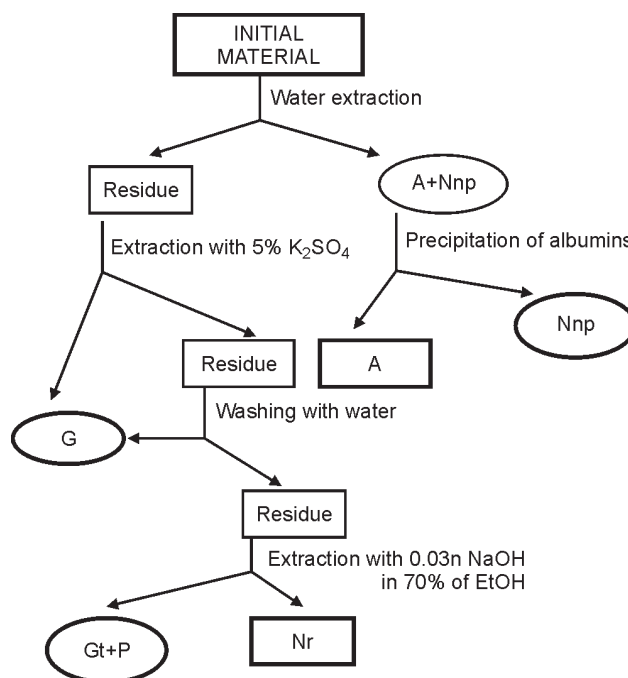 INITIAL
MATERIAL
Water extraction
Residue
A+Nnp
Extraction with 5% K₂SO₄
Precipitation of albumins
Nnp
Residue
A
Washing with water
G
Residue
Extraction with 0.03n NaOH
in 70% of EtOH
Gt+P
Nr